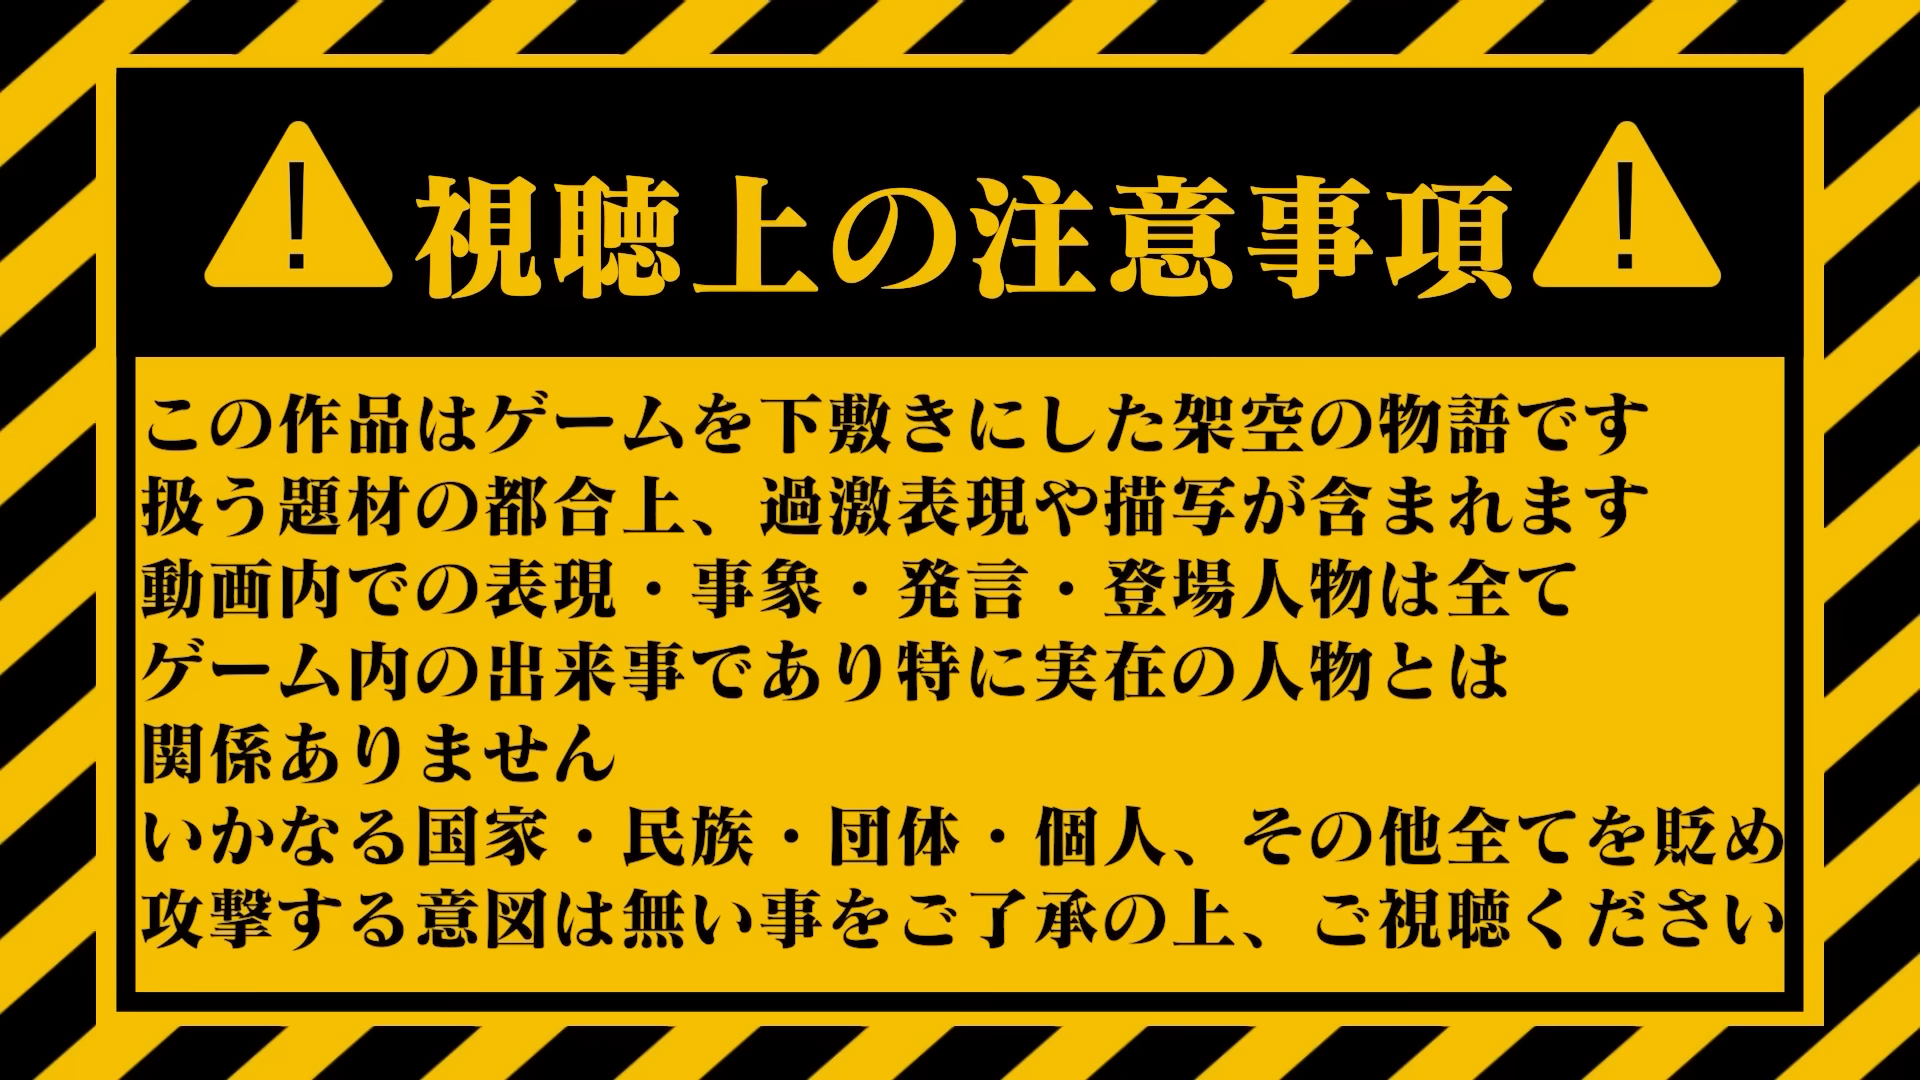 視聴上の注意事項
この作品はゲームを下敷きにした架空の物語です
扱う題材の都合上、過激表現や描写が含まれます
動画内での表現・事象・発言・登場人物は全て
ゲーム内の出来事であり特に実在の人物とは
関係ありません
いかなる国家・民族・団体・個人、その他全てを貶め
攻撃する意図は無い事をご了承の上、ご視聴ください